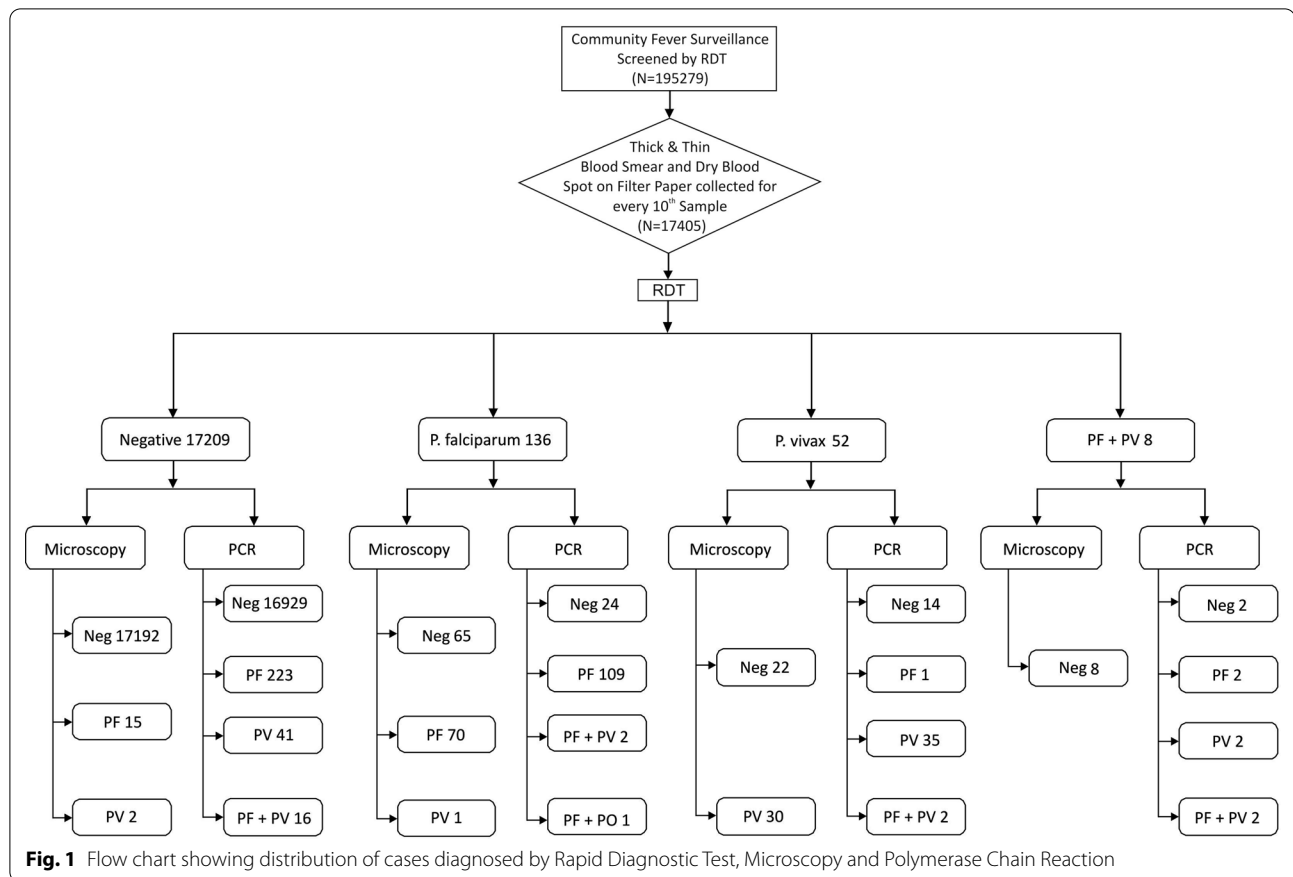 Community Fever Surveillance
Screened by RDT
(N=195279)
Thick & Thin
Blood Smear and Dry Blood
Spot on Filter Paper collected for
every 10th Sample
(N=17405)
RDT
Negative 17209
P. falciparum 136
P. vivax 52
PF + PV 8
Microscopy
PCR
Microscopy
PCR
Microscopy
PCR
Microscopy
PCR
Neg 17192
PF 15
PV 2
Neg 16929
PF 223
PV 41
PF + PV 16
Neg 65
PF 70
PV 1
Neg 24
PF 109
PF + PV 2
PF + PO 1
Neg 22
PV 30
Neg 14
PF 1
PV 35
PF + PV 2
Neg 8
Neg 2
PF 2
PV 2
PF + PV 2
Fig. 1 Flow chart showing distribution of cases diagnosed by Rapid Diagnostic Test, Microscopy and Polymerase Chain Reaction